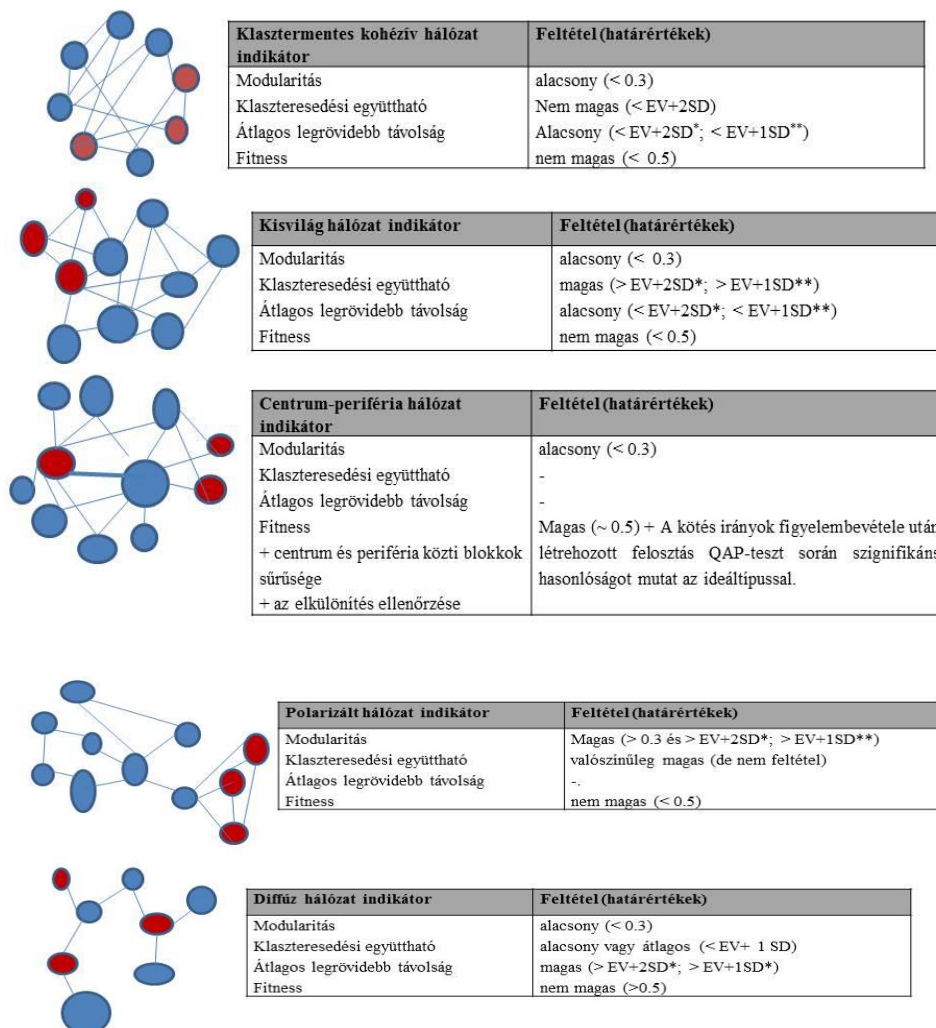 Klasztermentes kohézív hálózat Feltétel (határértékek)
indikátor
Modularitás alacsony (< 0.3)
Klaszteresedési együttható Nem magas (< EV+2SD)
Átlagos legrövidebb távolság Alacsony (< EV+2SD*; < EV+1SD**)
Fitness nem magas (< 0.5)
Kisvilág hálózat indikátor Feltétel (határértékek)
Modularitás alacsony (< 0.3)
Klaszteresedési együttható magas (> EV+2SD*; > EV+1SD**)
Átlagos legrövidebb távolság alacsony (< EV+2SD*; < EV+1SD**)
Fitness nem magas (< 0.5)
Centrum-periféria hálózat Feltétel (határértékek)
indikátor
Modularitás alacsony (< 0.3)
Klaszteresedési együttható -
Átlagos legrövidebb távolság -
Fitness Magas (~ 0.5) + A kötés irányok figyelembevétele után
+ centrum és periféria közti blokkok létrehozott felosztás QAP-teszt során szignifikáns
sűrűsége hasonlóságot mutat az ideáltípussal.
+ az elkülönítés ellenőrzése
Polarizált hálózat indikátor Feltétel (határértékek)
Modularitás Magas (> 0.3 és > EV+2SD*; > EV+1SD**)
Klaszteresedési együttható valószínűleg magas (de nem feltétel)
Átlagos legrövidebb távolság -.
Fitness nem magas (< 0.5)
Diffúz hálózat indikátor Feltétel (határértékek)
Modularitás alacsony (< 0.3)
Klaszteresedési együttható alacsony vagy átlagos (< EV+ 1 SD)
Átlagos legrövidebb távolság magas (> EV+2SD*; > EV+1SD*)
Fitness nem magas (>0.5)